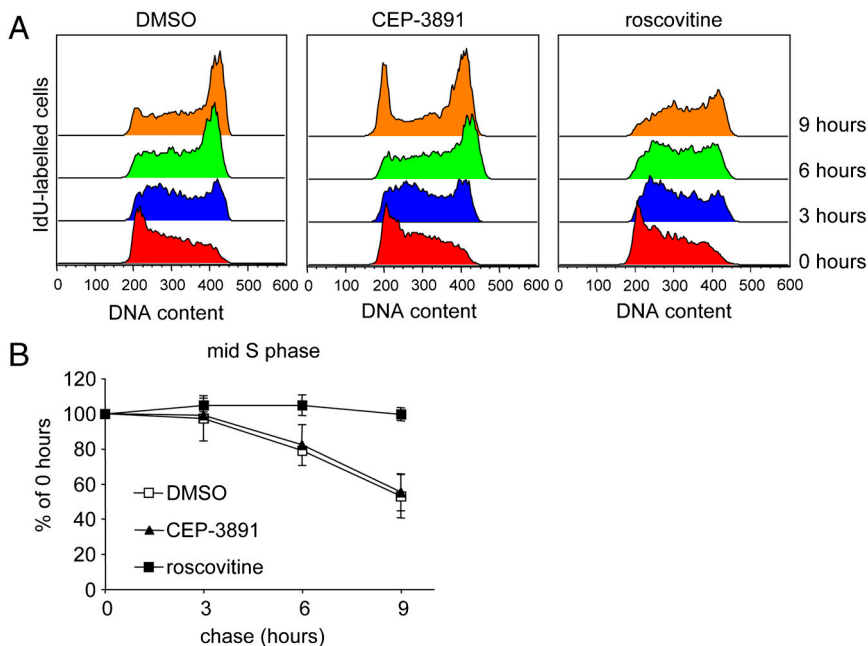 A
DMSO
CEP-3891
roscovitine
IdU-labelled cells
9 hours
6 hours
3 hours
0 hours
0 100 200 300 400 500 600
0 100 200 300 400 500 600
0 100 200 300 400 500 600
DNA content
DNA content
DNA content
B
mid S phase
% of 0 hours
120
100
80
60
40
20
0
DMSO
CEP-3891
roscovitine
0 3 6 9
chase (hours)